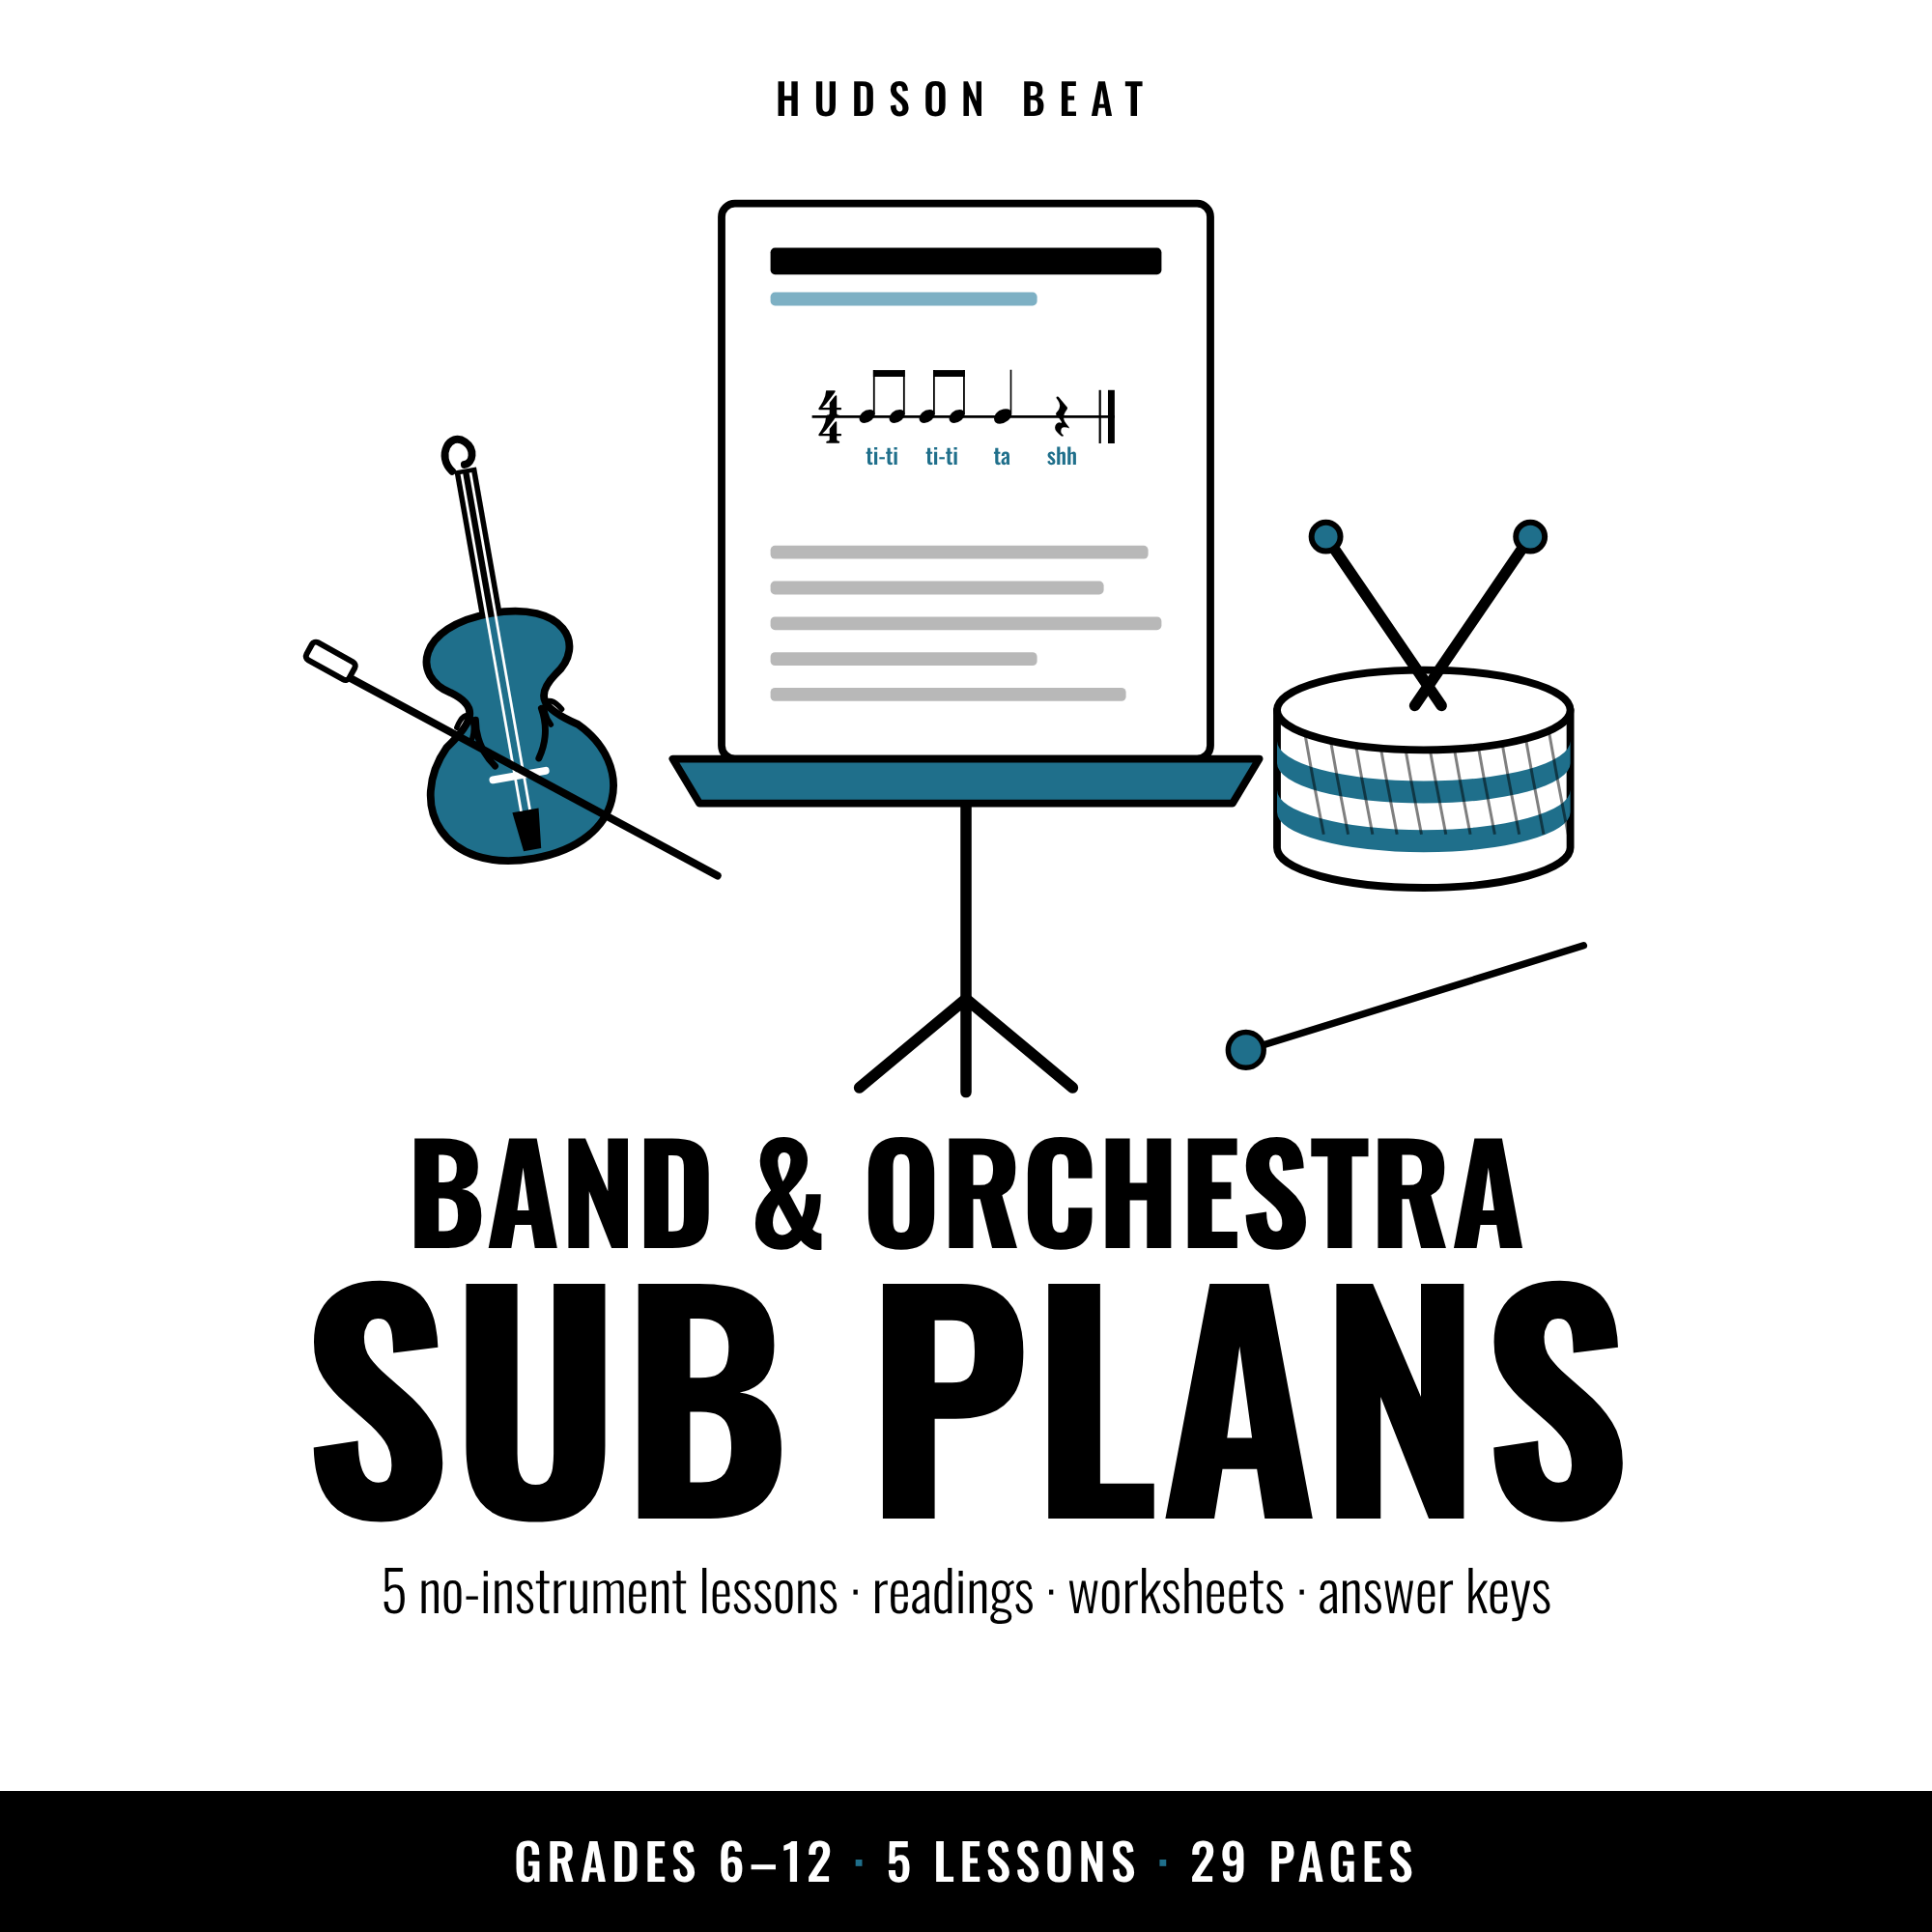 HUDSON BEAT
4
4
ti-ti ti-ti ta shh
BAND & ORCHESTRA
SUB PLANS
5 no-instrument lessons · readings · worksheets · answer keys
GRADES 6–12 · 5 LESSONS · 29 PAGES